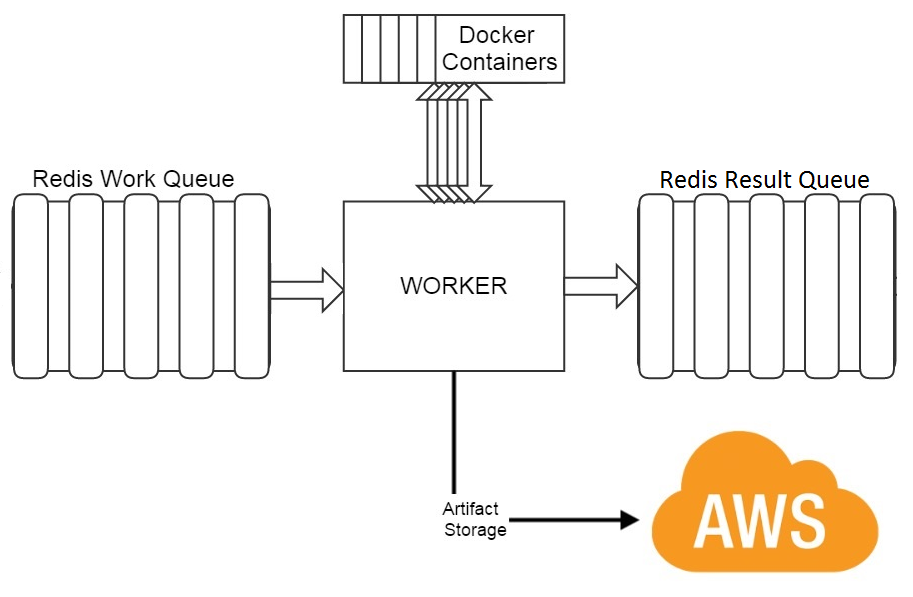 Docker
Containers
Redis Work Queue
Redis Result Queue
WORKER
Artifact
Storage
AWS